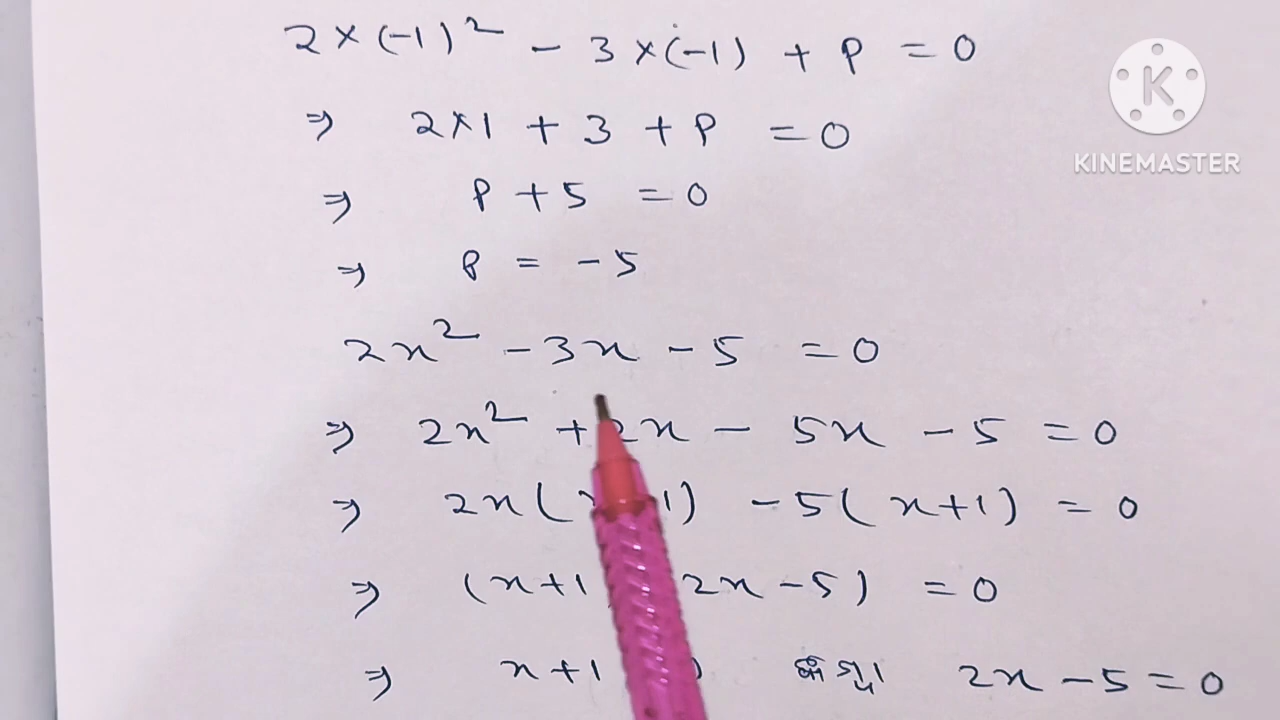 2×(-1)² - 3×(-1) + P = 0
K
KINEMASTER
⇒ 2×1 + 3 + P = 0
⇒ P + 5 = 0
⇒ P = -5
2x² - 3x - 5 = 0
⇒ 2x² + 2x - 5x - 5 = 0
⇒ 2x( 1) - 5(x+1) = 0
⇒ (x+1 2x-5) = 0
⇒ x+1 2x-5=0